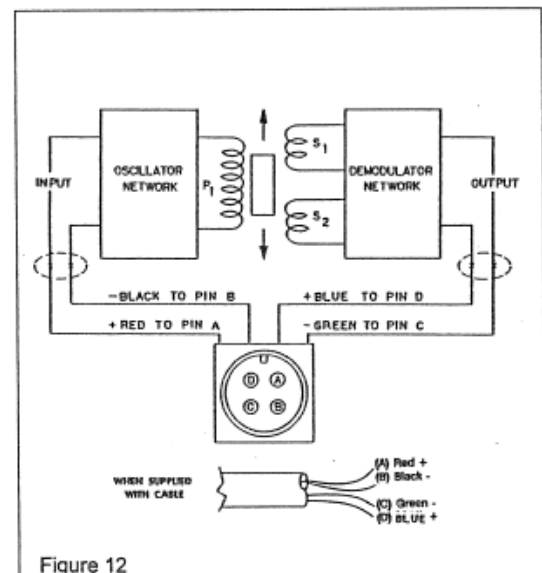 OSCILLATOR
NETWORK
P1
S1
S2
DEMODULATOR
NETWORK
INPUT
OUTPUT
-BLACK TO PIN B
+BLUE TO PIN D
+ RED TO PIN A
-GREEN TO PIN C
D A
C B
WHEN SUPPLIED
WITH CABLE
(A) Red +
(B) Black -
(C) Green -
(D) BLUE +
Figure 12